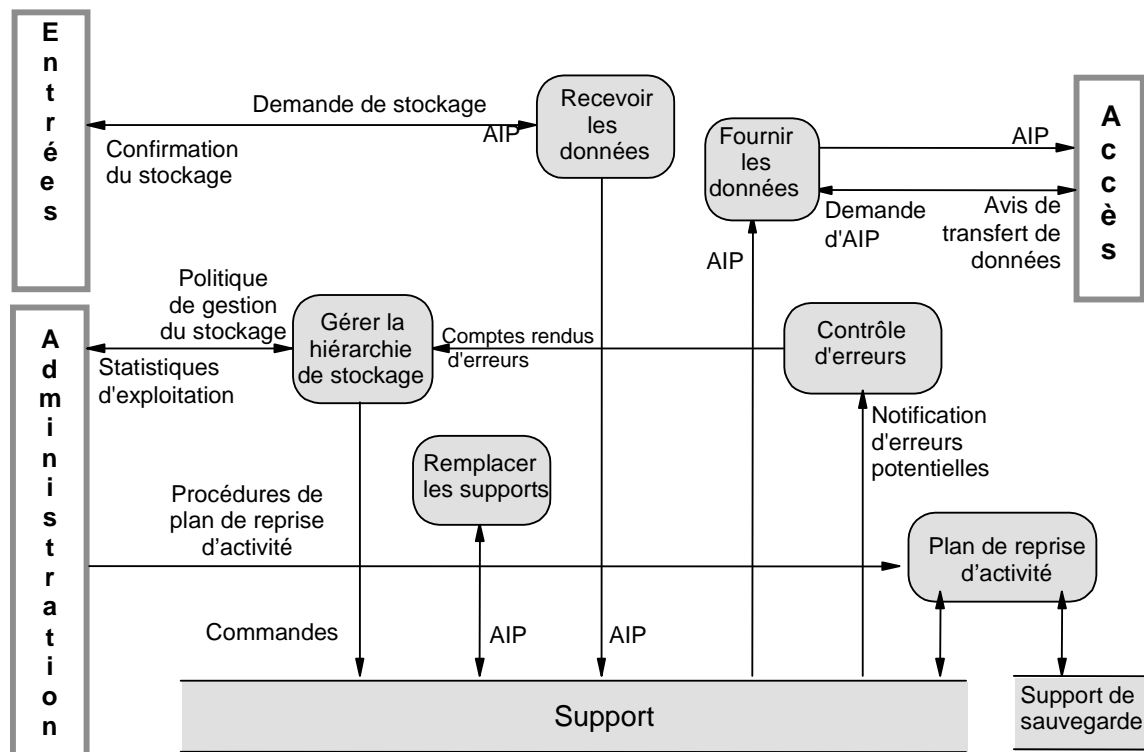 Entrées
Demande de stockage
AIP
Confirmation
du stockage
Recevoir
les
données
Fournir
les
données
AIP
Demande
d'AIP
Avis de
transfert de
données
Accès
AIP
Administration
Politique
de gestion
du stockage
Statistiques
d'exploitation
Gérer la
hiérarchie
de stockage
Comptes rendus
d'erreurs
Contrôle
d'erreurs
Notification
d'erreurs
potentielles
Remplacer
les supports
Procédures de
plan de reprise
d’activité
Plan de reprise
d’activité
Commandes
AIP
AIP
Support
Support de
sauvegarde